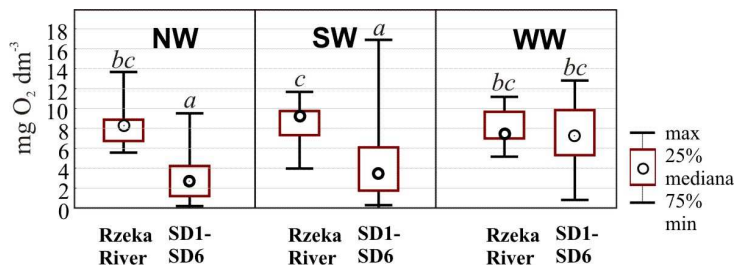 mg O₂ dm⁻³
18
16
14
12
10
8
6
4
2
0
NW
SW
WW
bc
a
c
a
bc
bc
Rzeka River
SD1-SD6
Rzeka River
SD1-SD6
Rzeka River
SD1-SD6
max
25%
mediana
75%
min